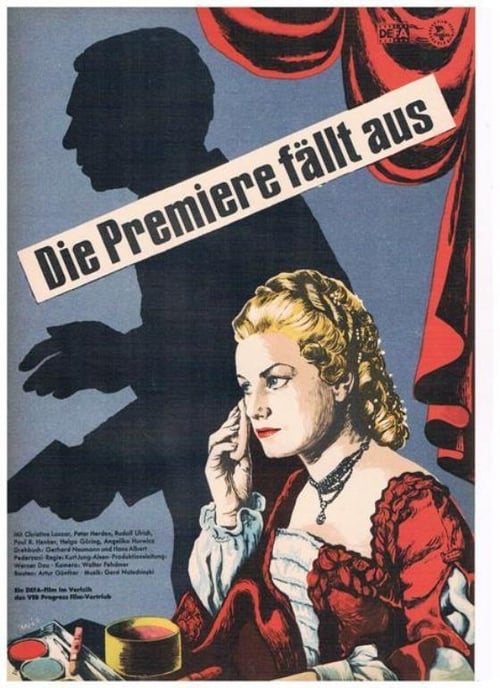 DEFA
Die Premiere fällt aus
Mit Christine Laszar, Peter Herden, Rudolf Ulrich,
Paul R. Henker, Helga Göring, Angelika Hurwicz
Drehbuch: Gerhard Neumann und Hans Albert
Pederzani · Regie: Kurt Jung-Alsen · Produktionsleitung:
Werner Dau · Kamera: Walter Fehdmer
Bauten: Artur Günther · Musik: Gerd Natschinski
Ein DEFA-Film im Verleih
des VEB Progress Film-Vertrieb